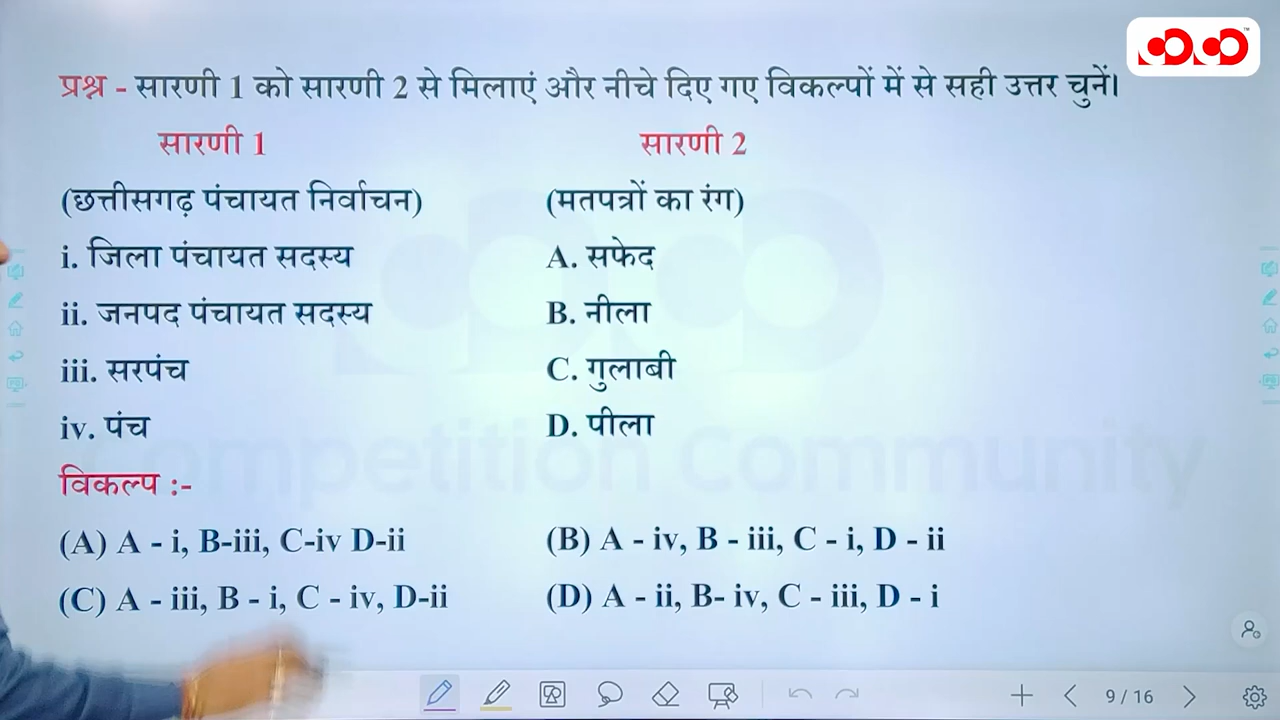 प्रश्न - सारणी 1 को सारणी 2 से मिलाएं और नीचे दिए गए विकल्पों में से सही उत्तर चुनें।
सारणी 1 सारणी 2
(छत्तीसगढ़ पंचायत निर्वाचन) (मतपत्रों का रंग)
i. जिला पंचायत सदस्य A. सफेद
ii. जनपद पंचायत सदस्य B. नीला
iii. सरपंच C. गुलाबी
iv. पंच D. पीला
Competition Community
विकल्प :-
(A) A - i, B-iii, C-iv D-ii (B) A - iv, B - iii, C - i, D - ii
(C) A - iii, B - i, C - iv, D-ii (D) A - ii, B- iv, C - iii, D - i
9 / 16